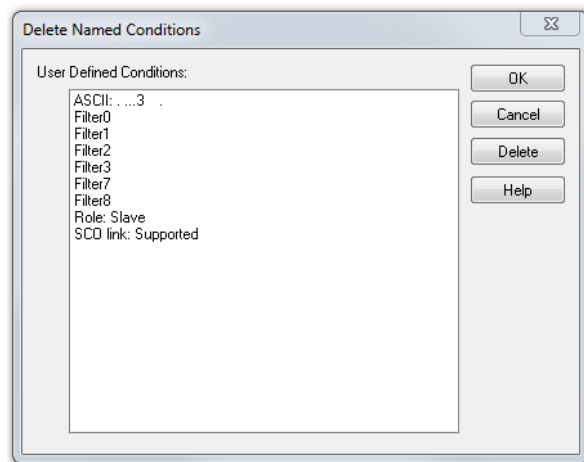 Delete Named Conditions
User Defined Conditions:
ASCII: . ...3 .
Filter0
Filter1
Filter2
Filter3
Filter7
Filter8
Role: Slave
SCO link: Supported
OK
Cancel
Delete
Help